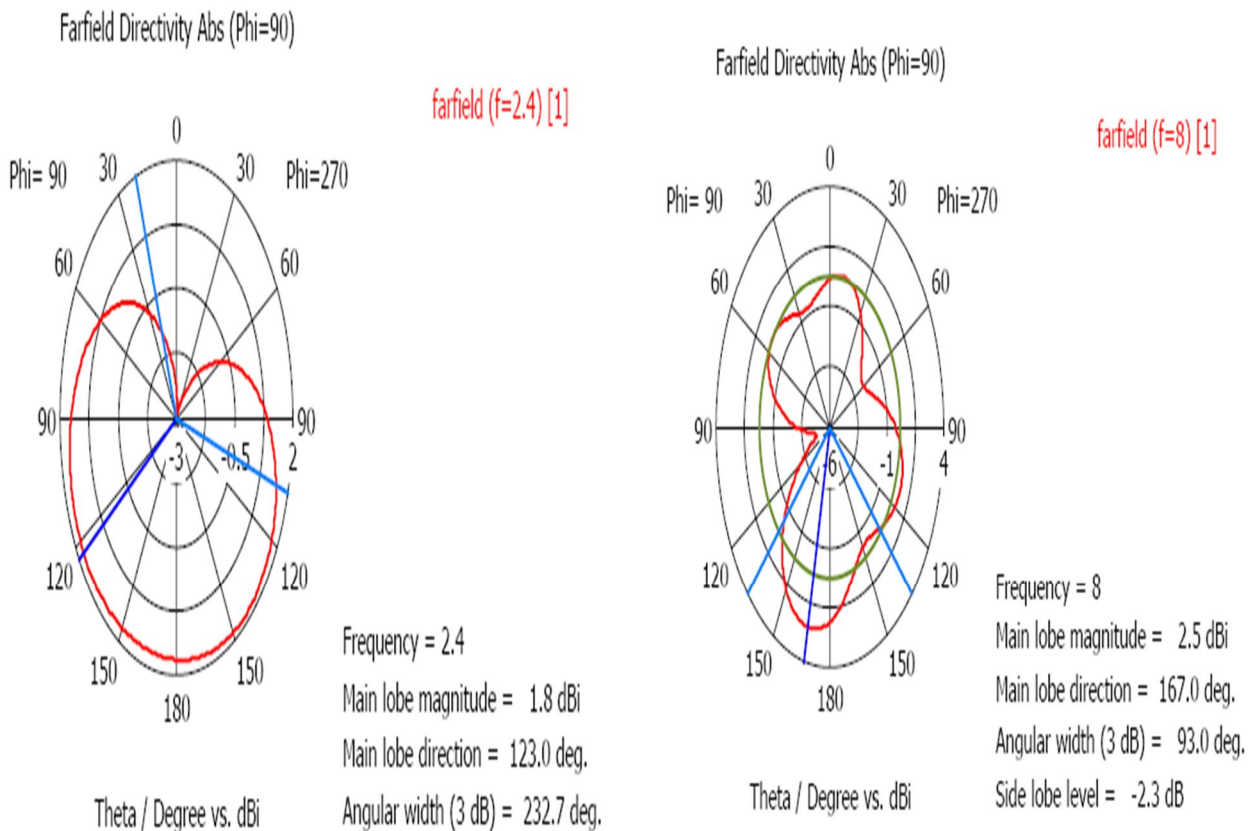 Farfield Directivity Abs (Phi=90)
farfield (f=2.4) [1]
0
Phi= 90 30 30 Phi=270
60 60
90 90
-3 -0.5 2
120 120
150 150
180
Frequency = 2.4
Main lobe magnitude = 1.8 dBi
Main lobe direction = 123.0 deg.
Angular width (3 dB) = 232.7 deg.
Theta / Degree vs. dBi
Farfield Directivity Abs (Phi=90)
farfield (f=8) [1]
0
Phi= 90 30 30 Phi=270
60 60
90 90
-6 -1 4
120 120
150 150
180
Frequency = 8
Main lobe magnitude = 2.5 dBi
Main lobe direction = 167.0 deg.
Angular width (3 dB) = 93.0 deg.
Side lobe level = -2.3 dB
Theta / Degree vs. dBi